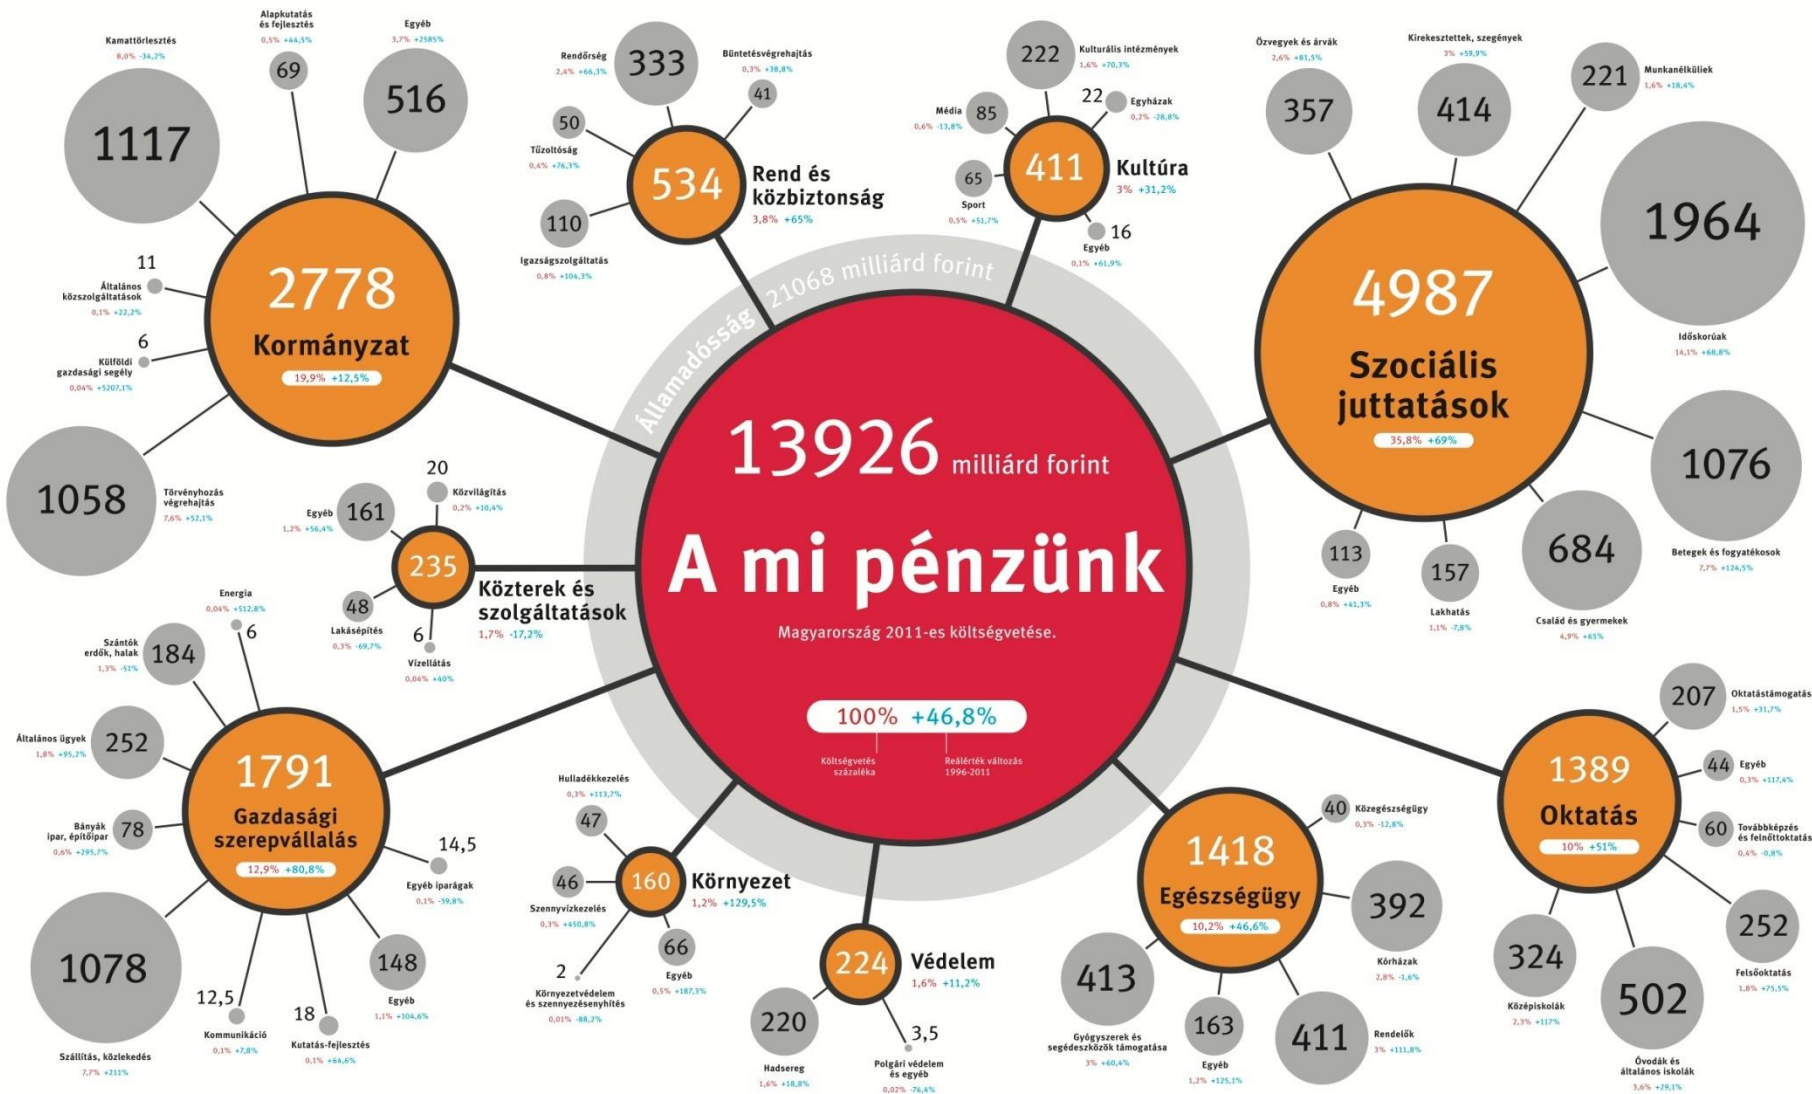 Kamattörlesztés
8,0% -34,2%
1117
Alapkutatás
és fejlesztés
0,5% +44,5%
69
Egyéb
3,7% +2585%
516
11
Általános
közszolgáltatások
0,1% +22,2%
6
Külföldi
gazdasági segély
0,04% +5207,1%
1058
Törvényhozás
végrehajtás
7,6% +52,1%
2778
Kormányzat
19,9% +12,5%
Rendőrség
2,4% +66,3%
333
Büntetésvégrehajtás
0,3% +38,8%
41
50
Tűzoltóság
0,4% +76,3%
110
Igazságszolgáltatás
0,8% +104,3%
534
Rend és
közbiztonság
3,8% +65%
222
Kulturális intézmények
1,6% +70,3%
22
Egyházak
0,2% -28,8%
Média
0,6% -13,8%
85
65
Sport
0,5% +51,7%
16
Egyéb
0,1% +61,9%
411
Kultúra
3% +31,2%
Özvegyek és árvák
2,6% +81,5%
357
Kirekesztettek, szegények
3% +59,9%
414
221
Munkanélküliek
1,6% +18,4%
1964
Időskorúak
14,1% +68,8%
1076
Betegek és fogyatékosok
7,7% +124,5%
684
Család és gyermekek
4,9% +65%
157
Lakhatás
1,1% -7,8%
113
Egyéb
0,8% +41,3%
4987
Szociális
juttatások
35,8% +69%
Államadósság 21068 milliárd forint
13926 milliárd forint
A mi pénzünk
Magyarország 2011-es költségvetése.
100% +46,8%
Költségvetés
százaléka
Reálérték változás
1996-2011
20
Közvilágítás
0,2% +10,4%
Egyéb
1,2% +56,4%
161
48
Lakásépítés
0,3% -69,7%
6
Vízellátás
0,04% +40%
235
Közterek és
szolgáltatások
1,7% -17,2%
Energia
0,04% +512,8%
6
Szántók
erdők, halak
1,3% -51%
184
Általános ügyek
1,8% +95,2%
252
Bányák
ipar, építőipar
0,6% +295,7%
78
1078
Szállítás, közlekedés
7,7% +211%
12,5
Kommunikáció
0,1% +7,8%
18
Kutatás-fejlesztés
0,1% +64,6%
148
Egyéb
1,1% +104,6%
14,5
Egyéb iparágak
0,1% -39,8%
1791
Gazdasági
szerepvállalás
12,9% +80,8%
Hulladékkezelés
0,3% +113,7%
47
46
Szennyvízkezelés
0,3% +450,8%
2
Környezetvédelem
és szennyezésenyhítés
0,01% -88,2%
66
Egyéb
0,5% +187,3%
160
Környezet
1,2% +129,5%
224
Védelem
1,6% +11,2%
220
Hadsereg
1,6% +18,8%
3,5
Polgári védelem
és egyéb
0,02% -76,4%
40
Közegészségügy
0,3% -12,8%
392
Kórházak
2,8% -1,6%
411
Rendelők
3% +111,8%
163
Egyéb
1,2% +125,1%
413
Gyógyszerek és
segédeszközök támogatása
3% +60,4%
1418
Egészségügy
10,2% +46,6%
207
Oktatástámogatás
1,5% +31,7%
44
Egyéb
0,3% +117,4%
60
Továbbképzés
és felnőttoktatás
0,4% -0,8%
252
Felsőoktatás
1,8% +75,5%
502
Óvodák és
általános iskolák
3,6% +29,1%
324
Középiskolák
2,3% +117%
1389
Oktatás
10% +51%